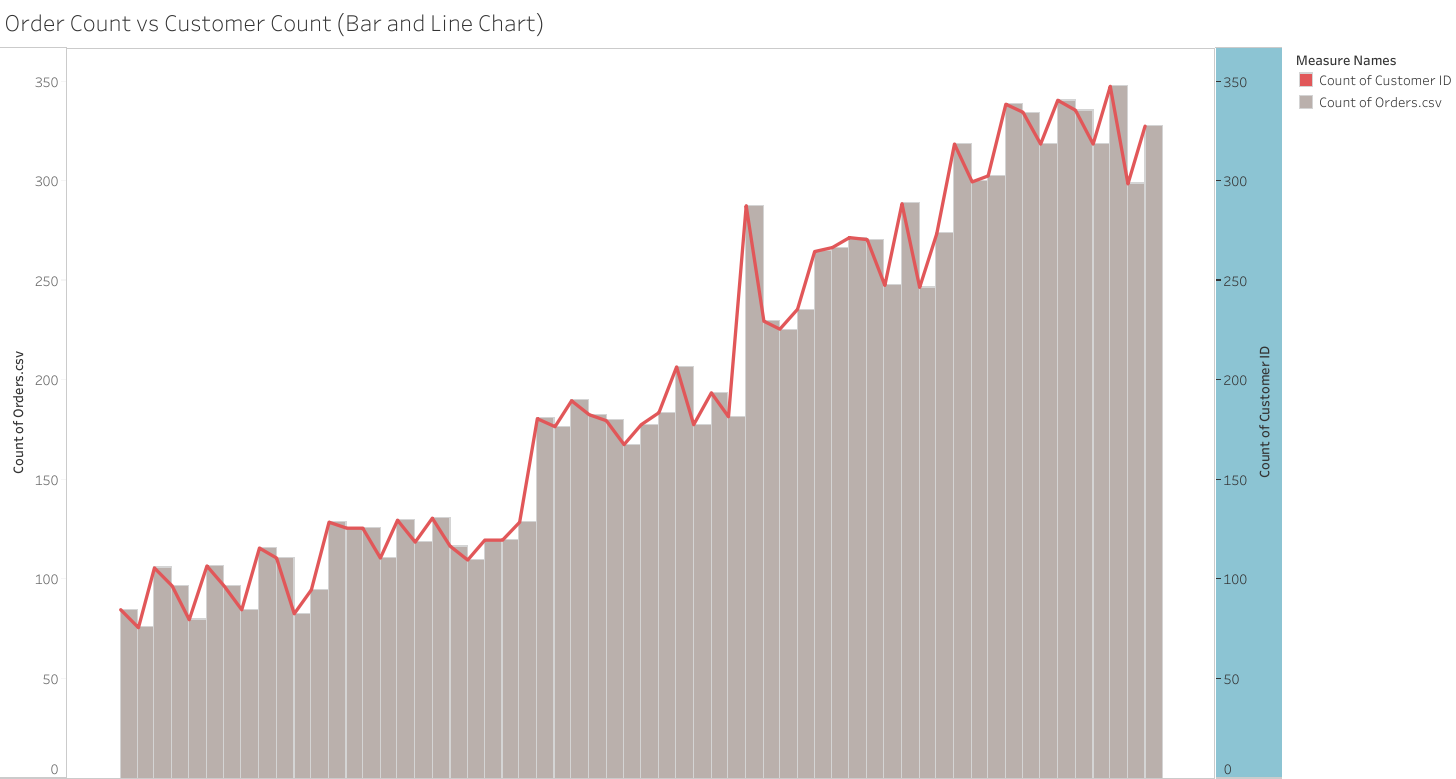 Order Count vs Customer Count (Bar and Line Chart)
Count of Orders.csv
350
300
250
200
150
100
50
0
350
300
250
200
150
100
50
0
Count of Customer ID
Measure Names
Count of Customer ID
Count of Orders.csv